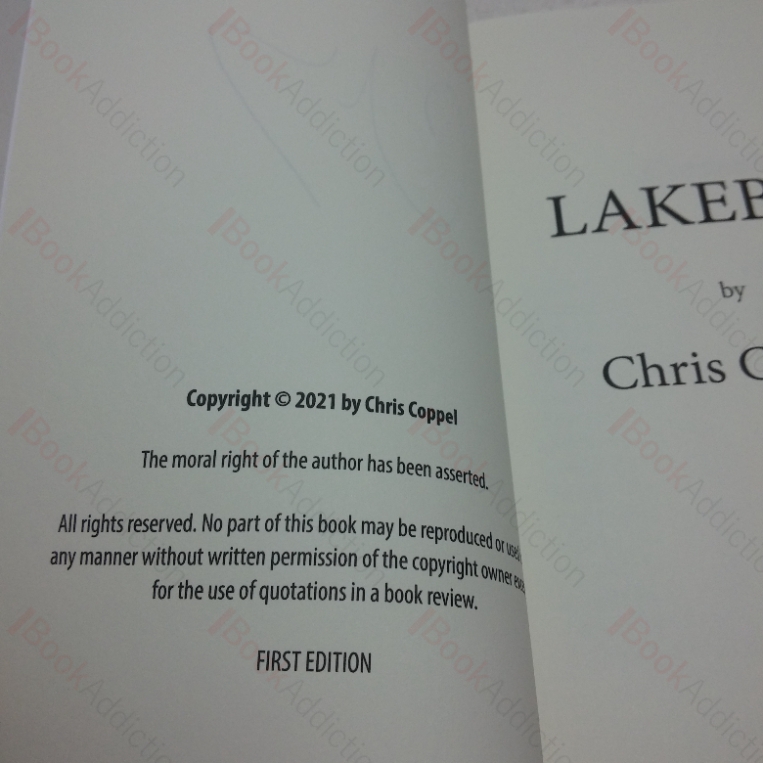 Copyright © 2021 by Chris Coppel
The moral right of the author has been asserted.
All rights reserved. No part of this book may be reproduced or
any manner without written permission of the copyright owner
for the use of quotations in a book review.
FIRST EDITION
by
Chris
BookAddiction